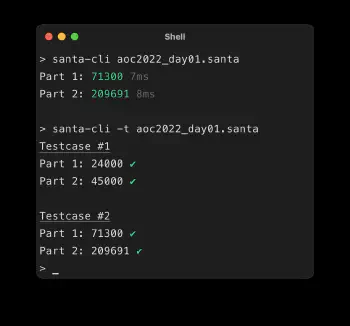 Shell
> santa-cli aoc2022_day01.santa
Part 1: 71300 7ms
Part 2: 209691 8ms
> santa-cli -t aoc2022_day01.santa
Testcase #1
Part 1: 24000 ✔
Part 2: 45000 ✔
Testcase #2
Part 1: 71300 ✔
Part 2: 209691 ✔
> _